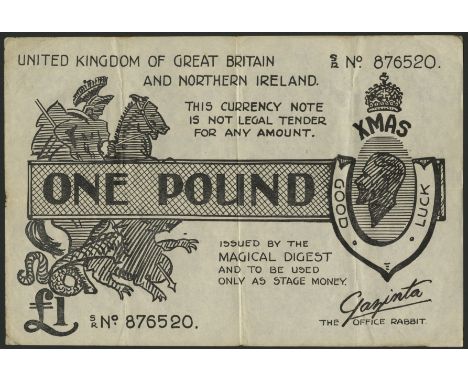 UNITED KINGDOM OF GREAT BRITAIN
AND NORTHERN IRELAND.
S/R Nº 876520.
THIS CURRENCY NOTE
IS NOT LEGAL TENDER
FOR ANY AMOUNT.
XMAS
ONE POUND
GOOD
LUCK
ISSUED BY THE
MAGICAL DIGEST
AND TO BE USED
ONLY AS STAGE MONEY.
£1
S/R Nº 876520.
Gazinta
THE OFFICE RABBIT.